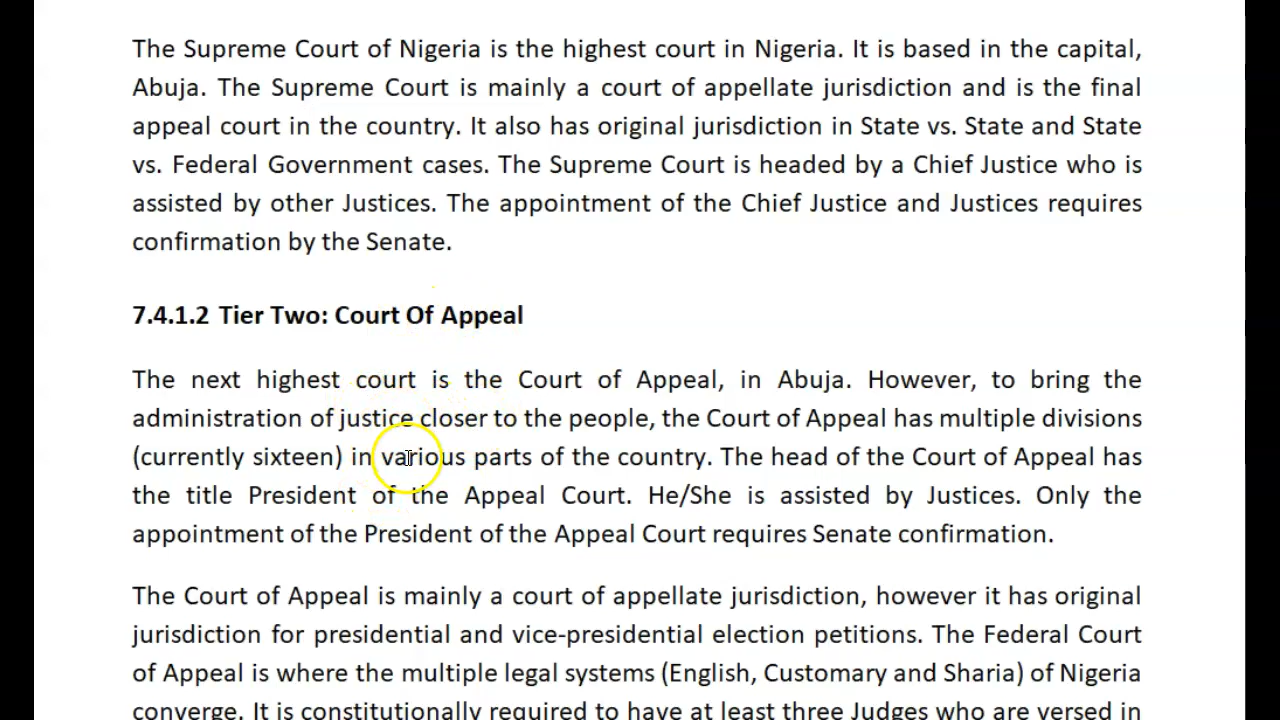 The Supreme Court of Nigeria is the highest court in Nigeria. It is based in the capital,
Abuja. The Supreme Court is mainly a court of appellate jurisdiction and is the final
appeal court in the country. It also has original jurisdiction in State vs. State and State
vs. Federal Government cases. The Supreme Court is headed by a Chief Justice who is
assisted by other Justices. The appointment of the Chief Justice and Justices requires
confirmation by the Senate.
7.4.1.2 Tier Two: Court Of Appeal
The next highest court is the Court of Appeal, in Abuja. However, to bring the
administration of justice closer to the people, the Court of Appeal has multiple divisions
(currently sixteen) in various parts of the country. The head of the Court of Appeal has
the title President of the Appeal Court. He/She is assisted by Justices. Only the
appointment of the President of the Appeal Court requires Senate confirmation.
The Court of Appeal is mainly a court of appellate jurisdiction, however it has original
jurisdiction for presidential and vice-presidential election petitions. The Federal Court
of Appeal is where the multiple legal systems (English, Customary and Sharia) of Nigeria
converge. It is constitutionally required to have at least three Judges who are versed in